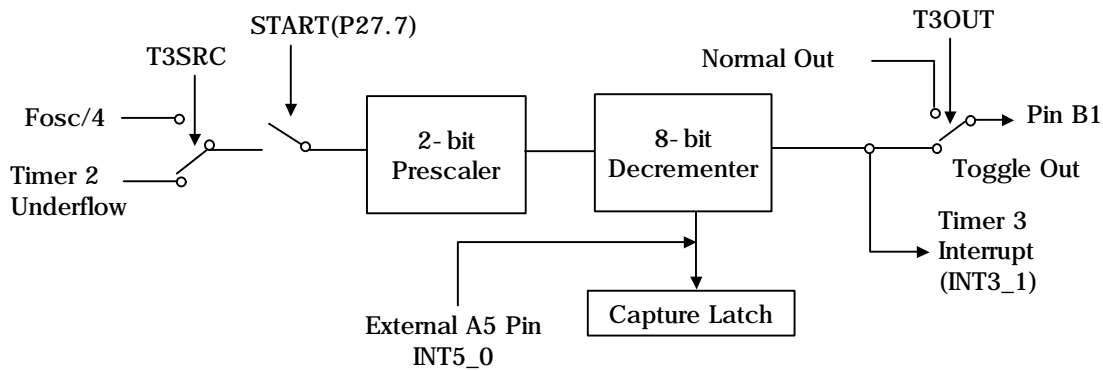 START(P27.7)
T3OUT
T3SRC
Normal Out
Fosc/4
2-bit
Prescaler
8-bit
Decrementer
Pin B1
Timer 2
Underflow
Toggle Out
Timer 3
Interrupt
(INT3_1)
External A5 Pin
INT5_0
Capture Latch